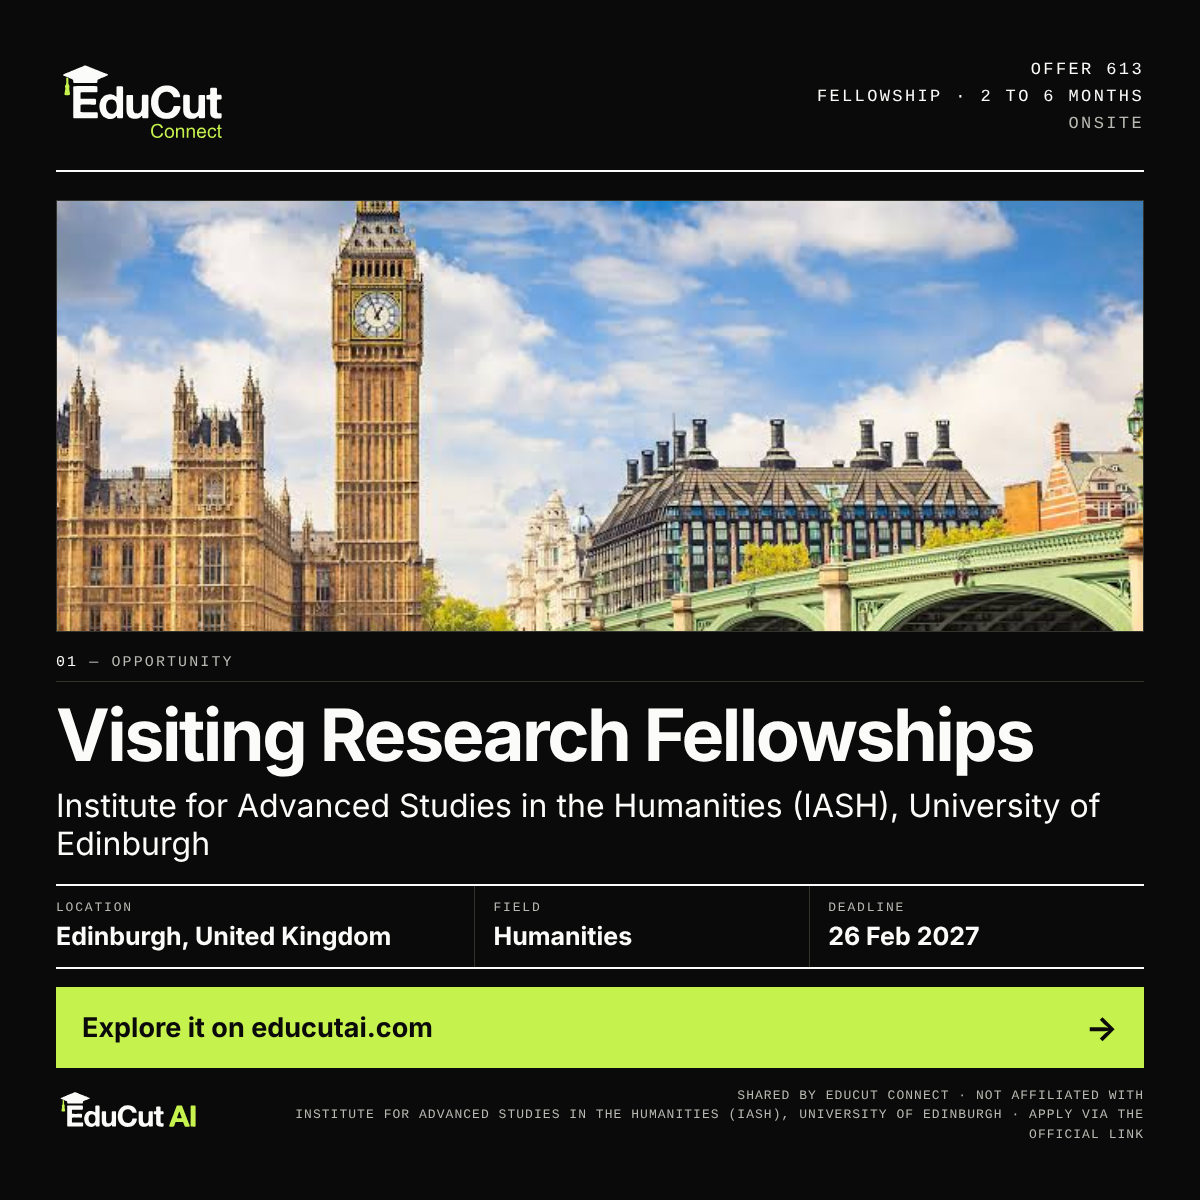 EduCut
Connect
OFFER 613
FELLOWSHIP · 2 TO 6 MONTHS
ONSITE
01 — OPPORTUNITY
Visiting Research Fellowships
Institute for Advanced Studies in the Humanities (IASH), University of
Edinburgh
LOCATION
Edinburgh, United Kingdom
FIELD
Humanities
DEADLINE
26 Feb 2027
Explore it on educutai.com →
EduCut AI
SHARED BY EDUCUT CONNECT · NOT AFFILIATED WITH
INSTITUTE FOR ADVANCED STUDIES IN THE HUMANITIES (IASH), UNIVERSITY OF EDINBURGH · APPLY VIA THE
OFFICIAL LINK